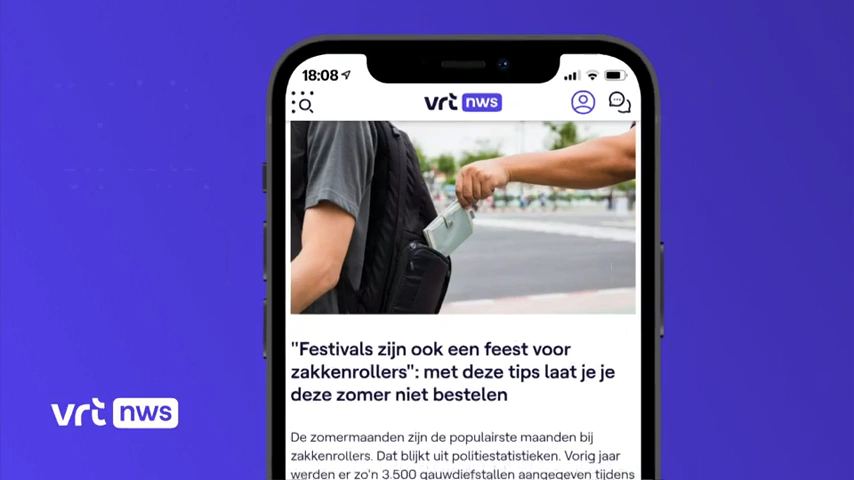 18:08
vrt nws
"Festivals zijn ook een feest voor
zakkenrollers": met deze tips laat je je
deze zomer niet bestelen
De zomermaanden zijn de populairste maanden bij
zakkenrollers. Dat blijkt uit politiestatistieken. Vorig jaar
werden er zo'n 3.500 gauwdiefstallen aangegeven tijdens
vrt nws